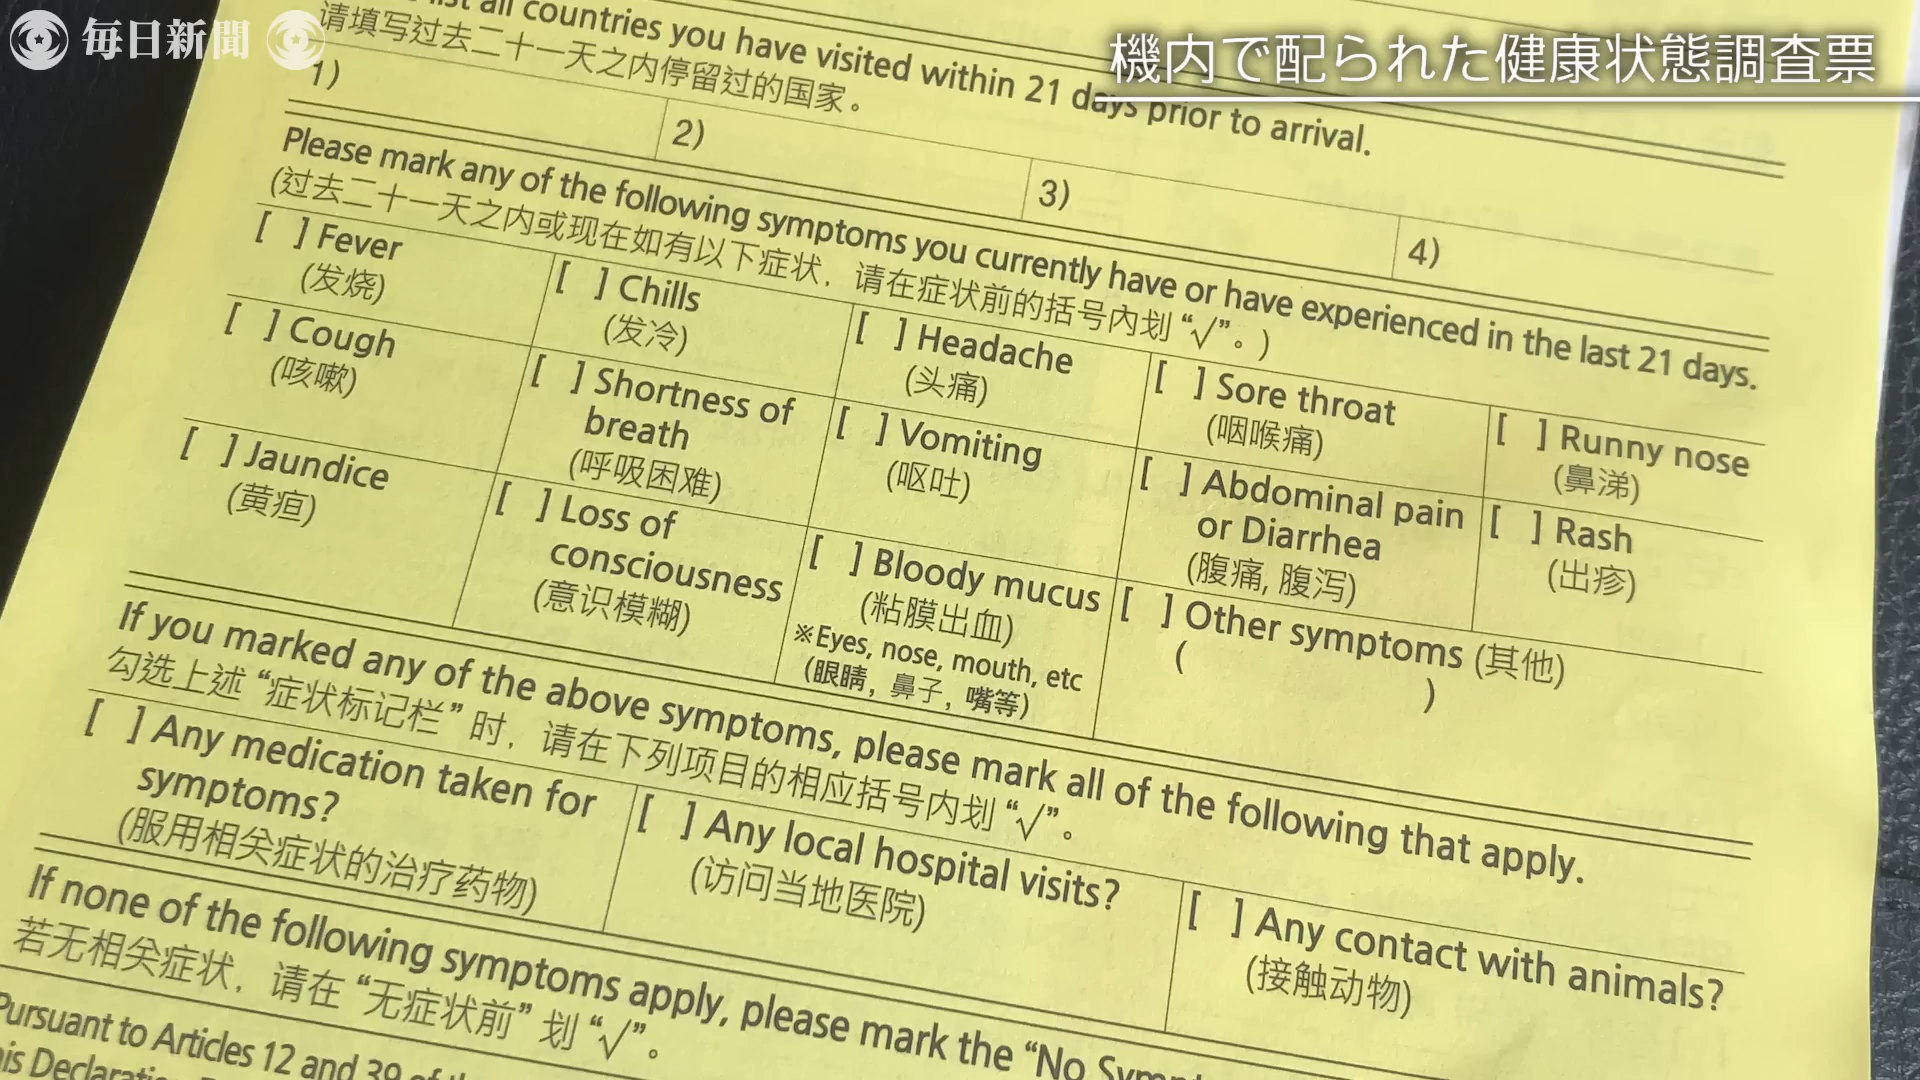 毎日新聞
機内で配られた健康状態調査票
list all countries you have visited within 21 days prior to arrival.
请填写过去二十一天之内停留过的国家。
1)
2)
3)
4)
Please mark any of the following symptoms you currently have or have experienced in the last 21 days.
(过去二十一天之内或现在如有以下症状，请在症状前的括号内划“√”。)
[ ] Fever
(发烧)
[ ] Chills
(发冷)
[ ] Headache
(头痛)
[ ] Sore throat
(咽喉痛)
[ ] Runny nose
(鼻涕)
[ ] Cough
(咳嗽)
[ ] Shortness of
breath
(呼吸困难)
[ ] Vomiting
(呕吐)
[ ] Abdominal pain
or Diarrhea
(腹痛, 腹泻)
[ ] Rash
(出疹)
[ ] Jaundice
(黄疸)
[ ] Loss of
consciousness
(意识模糊)
[ ] Bloody mucus
(粘膜出血)
※Eyes, nose, mouth, etc
(眼睛，鼻子，嘴等)
[ ] Other symptoms (其他)
( )
If you marked any of the above symptoms, please mark all of the following that apply.
勾选上述“症状标记栏”时，请在下列项目的相应括号内划“√”。
[ ] Any medication taken for
symptoms?
(服用相关症状的治疗药物)
[ ] Any local hospital visits?
(访问当地医院)
[ ] Any contact with animals?
(接触动物)
If none of the following symptoms apply, please mark the “No
若无相关症状，请在“无症状前”划“√”。
Pursuant to Articles 12 and 39